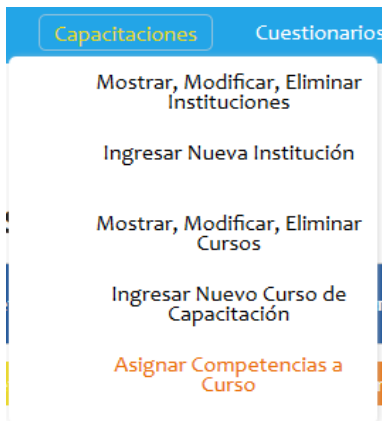 Capacitaciones Cuestionarios
Mostrar, Modificar, Eliminar
Instituciones
Ingresar Nueva Institución
Mostrar, Modificar, Eliminar
Cursos
Ingresar Nuevo Curso de
Capacitación
Asignar Competencias a
Curso